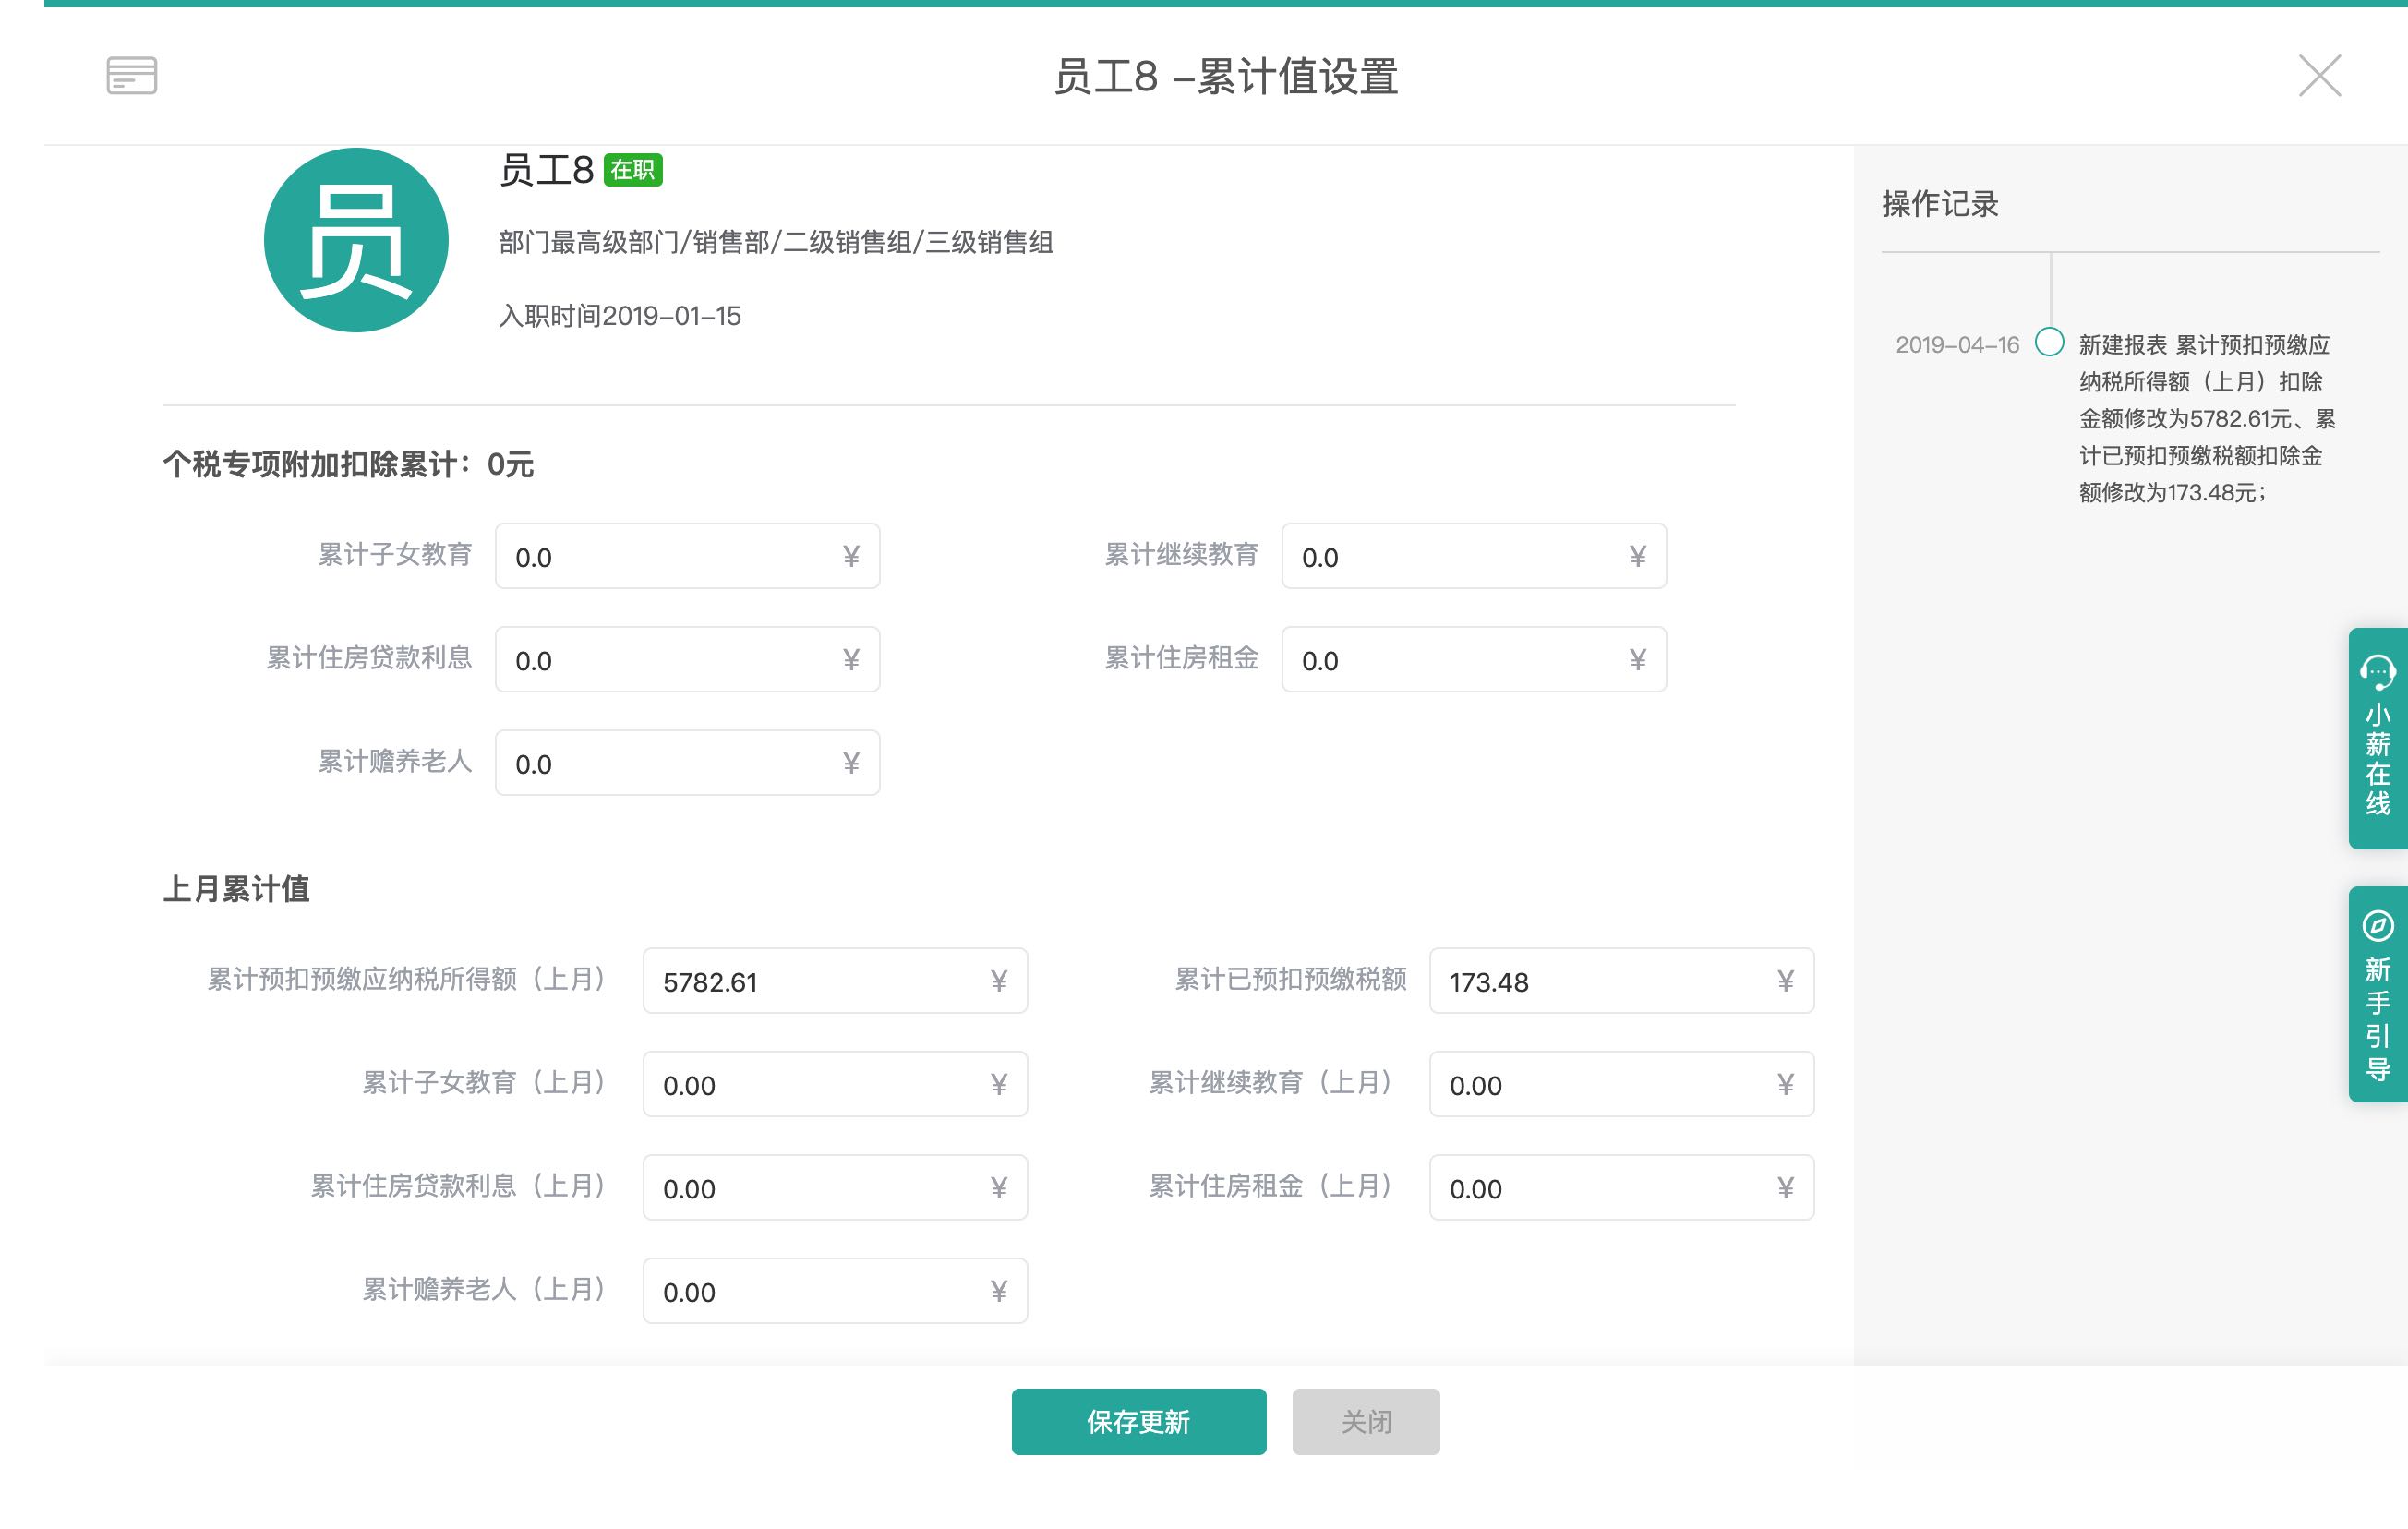 员工8 -累计值设置
员
员工8 在职
部门最高级部门/销售部/二级销售组/三级销售组
入职时间2019-01-15
个税专项附加扣除累计：0元
累计子女教育 0.0 ¥ 累计继续教育 0.0 ¥
累计住房贷款利息 0.0 ¥ 累计住房租金 0.0 ¥
累计赡养老人 0.0 ¥
上月累计值
累计预扣预缴应纳税所得额（上月） 5782.61 ¥ 累计已预扣预缴税额 173.48 ¥
累计子女教育（上月） 0.00 ¥ 累计继续教育（上月） 0.00 ¥
累计住房贷款利息（上月） 0.00 ¥ 累计住房租金（上月） 0.00 ¥
累计赡养老人（上月） 0.00 ¥
保存更新 关闭
操作记录
2019-04-16 新建报表 累计预扣预缴应
纳税所得额（上月）扣除
金额修改为5782.61元、累
计已预扣预缴税额扣除金
额修改为173.48元；
小薪在线
新手引导